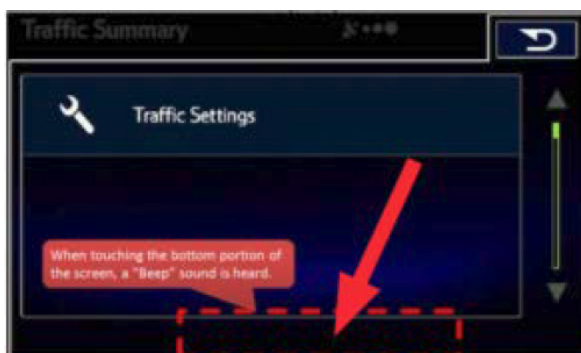 Traffic Summary
Traffic Settings
When touching the bottom portion of
the screen, a "Beep" sound is heard.